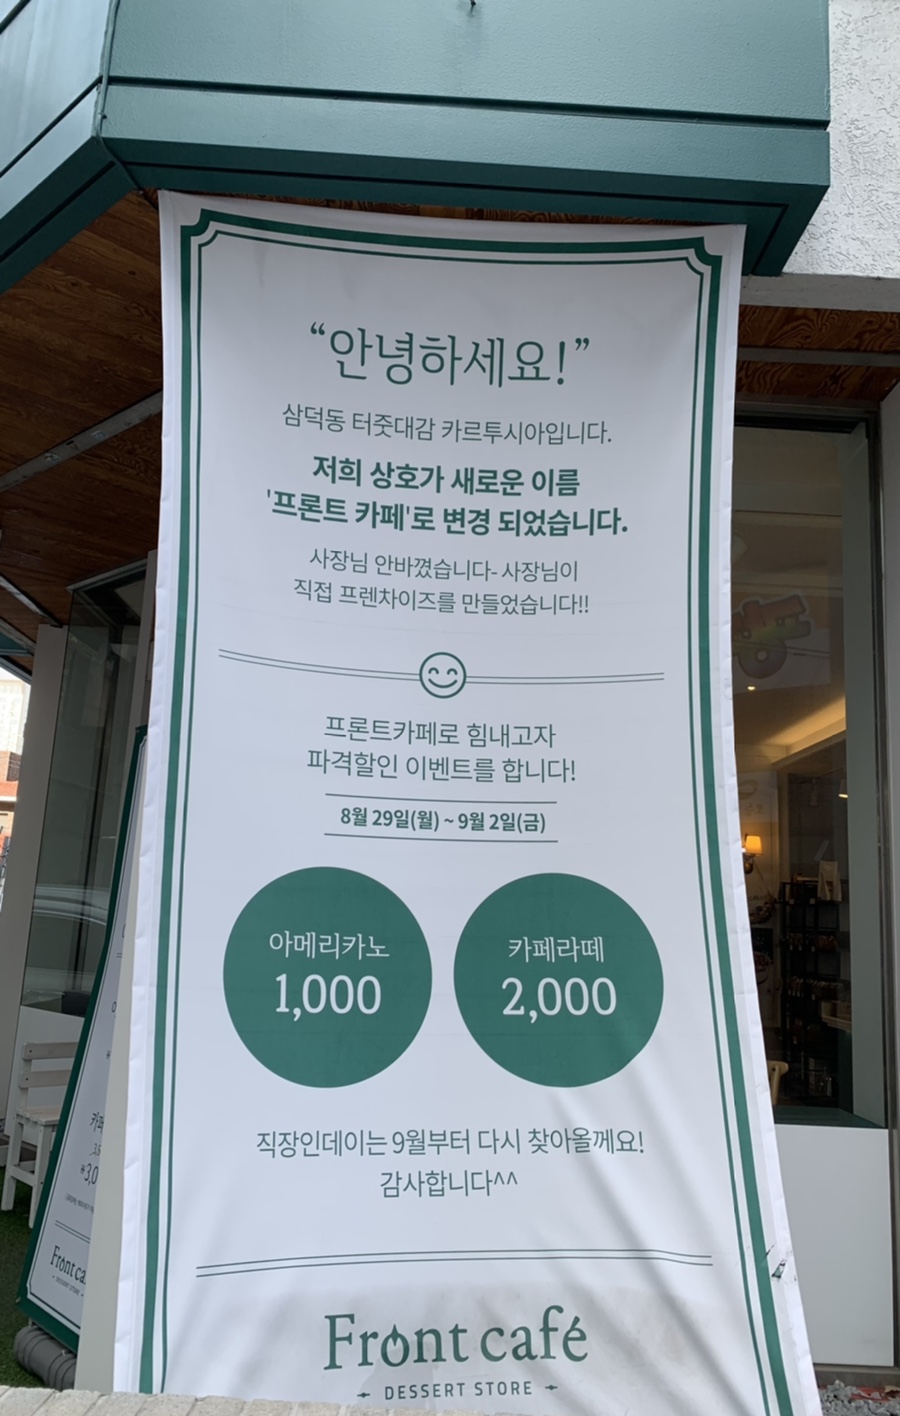 “안녕하세요!”
삼덕동 터줏대감 카르투시아입니다.
저희 상호가 새로운 이름
'프론트 카페'로 변경 되었습니다.
사장님 안바꼈습니다- 사장님이
직접 프렌차이즈를 만들었습니다!!
프론트카페로 힘내고자
파격할인 이벤트를 합니다!
8월 29일(월) ~ 9월 2일(금)
아메리카노
1,000
카페라떼
2,000
직장인데이는 9월부터 다시 찾아올께요!
감사합니다^^
Front café
DESSERT STORE